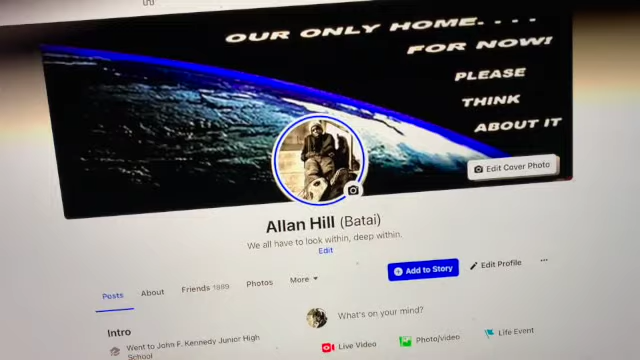 OUR ONLY HOME....
FOR NOW!
PLEASE
THINK
ABOUT IT
Edit Cover Photo
Allan Hill (Batai)
We all have to look within, deep within.
Edit
Add to Story
Edit Profile
Posts
About
Friends 1889
Photos
More
Intro
What's on your mind?
Went to John F. Kennedy Junior High
School
Live Video
Photo/video
Life Event